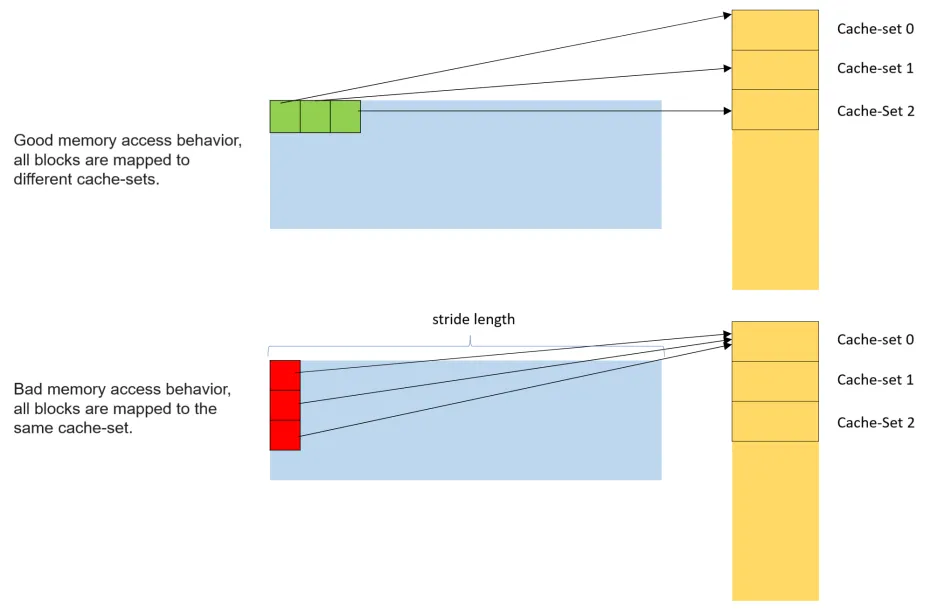 Cache-set 0
Cache-set 1
Cache-Set 2
Good memory access behavior,
all blocks are mapped to
different cache-sets.
stride length
Cache-set 0
Cache-set 1
Cache-Set 2
Bad memory access behavior,
all blocks are mapped to the
same cache-set.